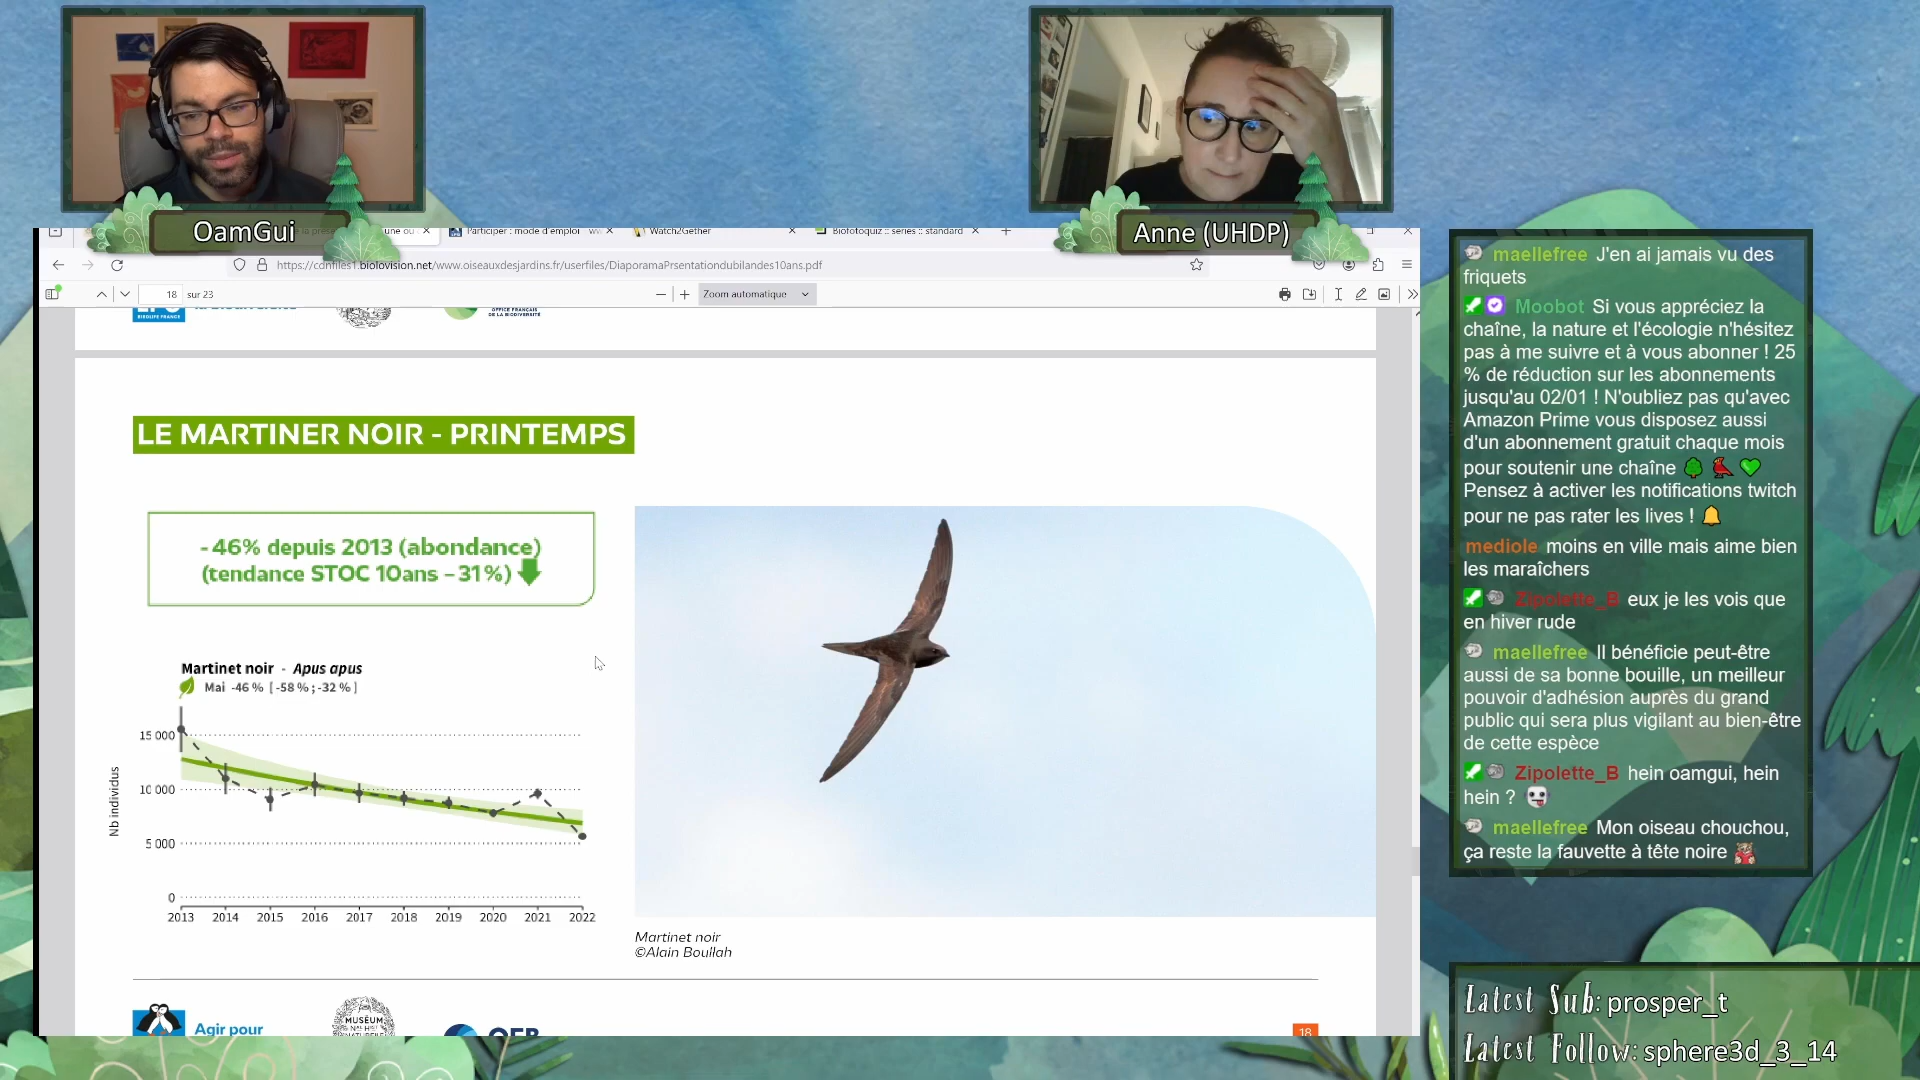 OamGui
Anne (UHDP)
Participer : mode d'emploi
Watch2Gether
Biofotoquiz :: series :: standard
https://cdnfiles1.biolovision.net/www.oiseauxdesjardins.fr/userfiles/DiaporamaPrsentationdubilandes10ans.pdf
18 sur 23
Zoom automatique
BIRDLIFE FRANCE
OFFICE FRANÇAIS
DE LA BIODIVERSITÉ
LE MARTINER NOIR - PRINTEMPS
- 46% depuis 2013 (abondance)
(tendance STOC 10ans – 31%)
Martinet noir - Apus apus
Mai -46 % [ -58 % ; -32 % ]
Nb individus
15 000
10 000
5 000
0
2013 2014 2015 2016 2017 2018 2019 2020 2021 2022
Martinet noir
©Alain Boullah
Agir pour
MUSÉUM
OFB
18
maellefree J'en ai jamais vu des
friquets
Moobot Si vous appréciez la
chaîne, la nature et l'écologie n'hésitez
pas à me suivre et à vous abonner ! 25
% de réduction sur les abonnements
jusqu'au 02/01 ! N'oubliez pas qu'avec
Amazon Prime vous disposez aussi
d'un abonnement gratuit chaque mois
pour soutenir une chaîne
Pensez à activer les notifications twitch
pour ne pas rater les lives !
mediole moins en ville mais aime bien
les maraîchers
Zipolette_B eux je les vois que
en hiver rude
maellefree Il bénéficie peut-être
aussi de sa bonne bouille, un meilleur
pouvoir d'adhésion auprès du grand
public qui sera plus vigilant au bien-être
de cette espèce
Zipolette_B hein oamgui, hein
hein ?
maellefree Mon oiseau chouchou,
ça reste la fauvette à tête noire
Latest Sub: prosper_t
Latest Follow: sphere3d_3_14